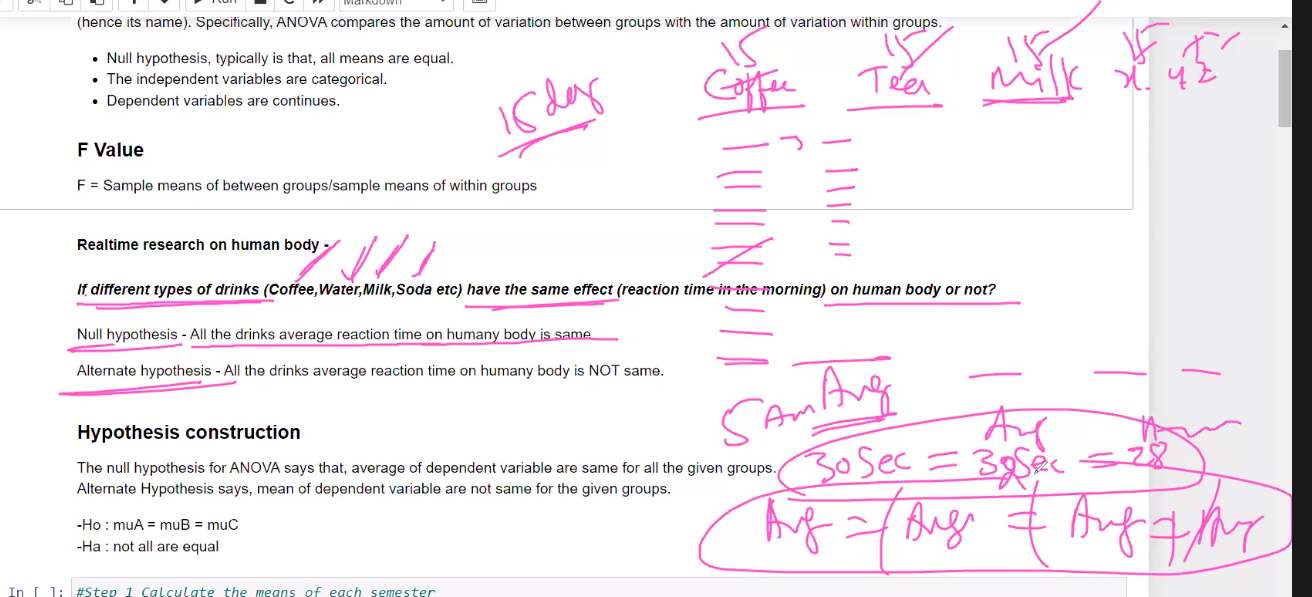 Run
Markdown
(hence its name). Specifically, ANOVA compares the amount of variation between groups with the amount of variation within groups.
15 15 15 15
Coffee Tea Milk x. y z
• Null hypothesis, typically is that, all means are equal.
• The independent variables are categorical.
• Dependent variables are continues.
15 day
F Value
F = Sample means of between groups/sample means of within groups
Realtime research on human body -
If different types of drinks (Coffee,Water,Milk,Soda etc) have the same effect (reaction time in the morning) on human body or not?
Null hypothesis - All the drinks average reaction time on humany body is same
Alternate hypothesis - All the drinks average reaction time on humany body is NOT same.
5 Am Avg
Hypothesis construction
The null hypothesis for ANOVA says that, average of dependent variable are same for all the given groups.
30 Sec = 30 Sec = 28
Alternate Hypothesis says, mean of dependent variable are not same for the given groups.
-Ho : muA = muB = muC
-Ha : not all are equal
In [ ]: #Step 1 Calculate the means of each semester